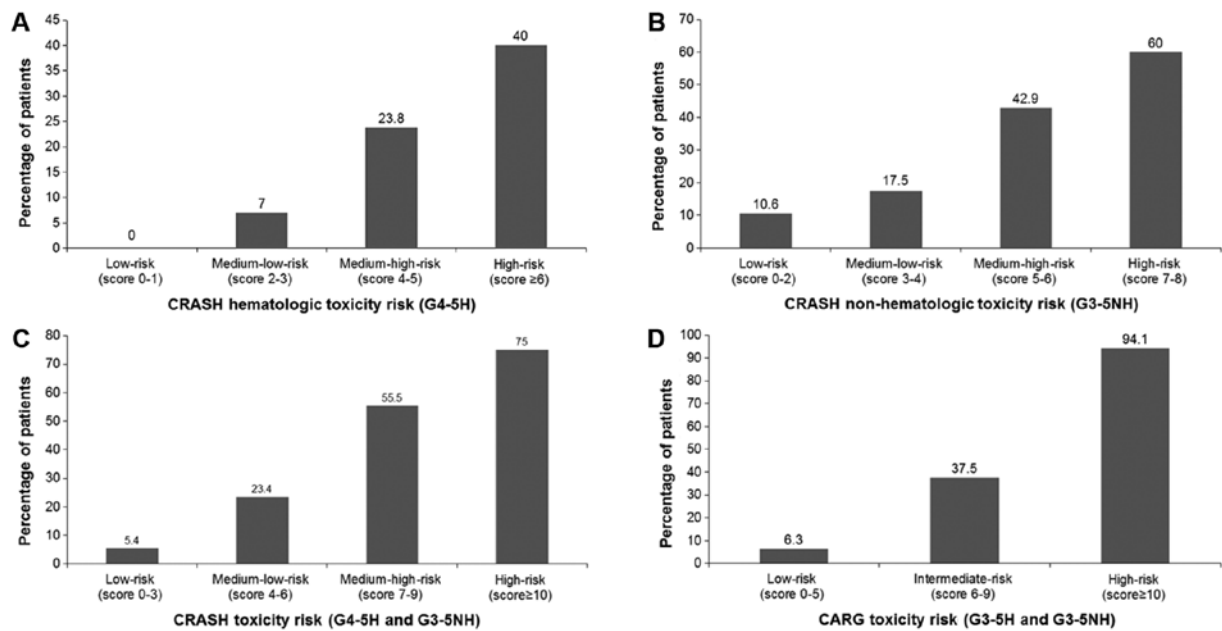 A
Percentage of patients
45
40
35
30
25
20
15
10
5
0
0
7
23.8
40
Low-risk
(score 0-1)
Medium-low-risk
(score 2-3)
Medium-high-risk
(score 4-5)
High-risk
(score ≥6)
CRASH hematologic toxicity risk (G4-5H)
B
Percentage of patients
70
60
50
40
30
20
10
0
10.6
17.5
42.9
60
Low-risk
(score 0-2)
Medium-low-risk
(score 3-4)
Medium-high-risk
(score 5-6)
High-risk
(score 7-8)
CRASH non-hematologic toxicity risk (G3-5NH)
C
Percentage of patients
80
70
60
50
40
30
20
10
0
5.4
23.4
55.5
75
Low-risk
(score 0-3)
Medium-low-risk
(score 4-6)
Medium-high-risk
(score 7-9)
High-risk
(score≥10)
CRASH toxicity risk (G4-5H and G3-5NH)
D
Percentage of patients
100
90
80
70
60
50
40
30
20
10
0
6.3
37.5
94.1
Low-risk
(score 0-5)
Intermediate-risk
(score 6-9)
High-risk
(score≥10)
CARG toxicity risk (G3-5H and G3-5NH)